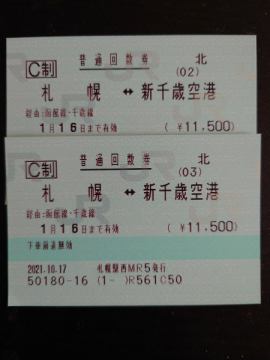 C制 普通回数券 北
(02)
札幌 ↔ 新千歳空港
経由:函館線・千歳線
1月16日まで有効 (¥11,500)
C制 普通回数券 北
(03)
札幌 ↔ 新千歳空港
経由:函館線・千歳線
1月16日まで有効 (¥11,500)
下車前途無効
2021.10.17 札幌駅西MR5発行
50180-16 (1- )R561C50